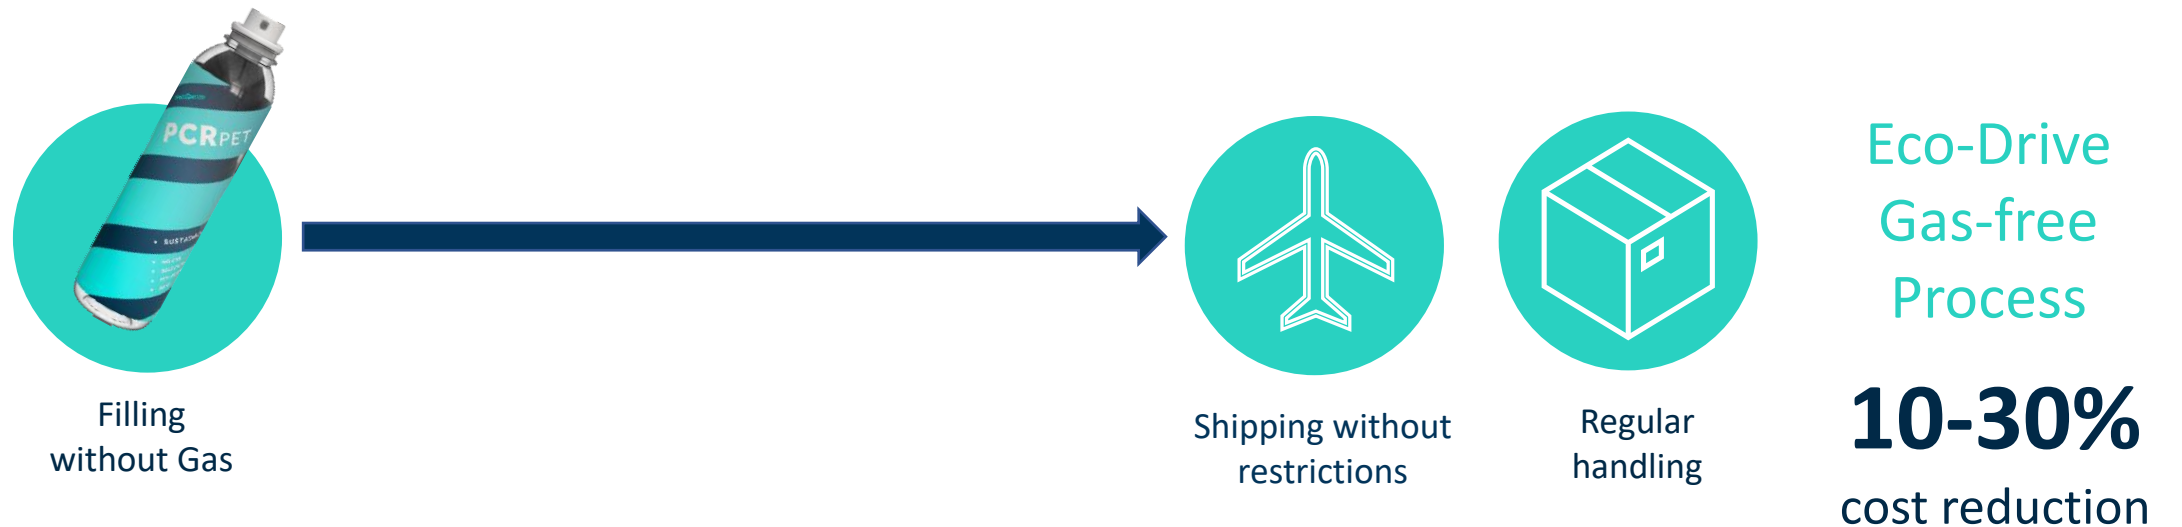 PCRPET
Filling
without Gas
Shipping without
restrictions
Regular
handling
Eco-Drive
Gas-free
Process
10-30%
cost reduction